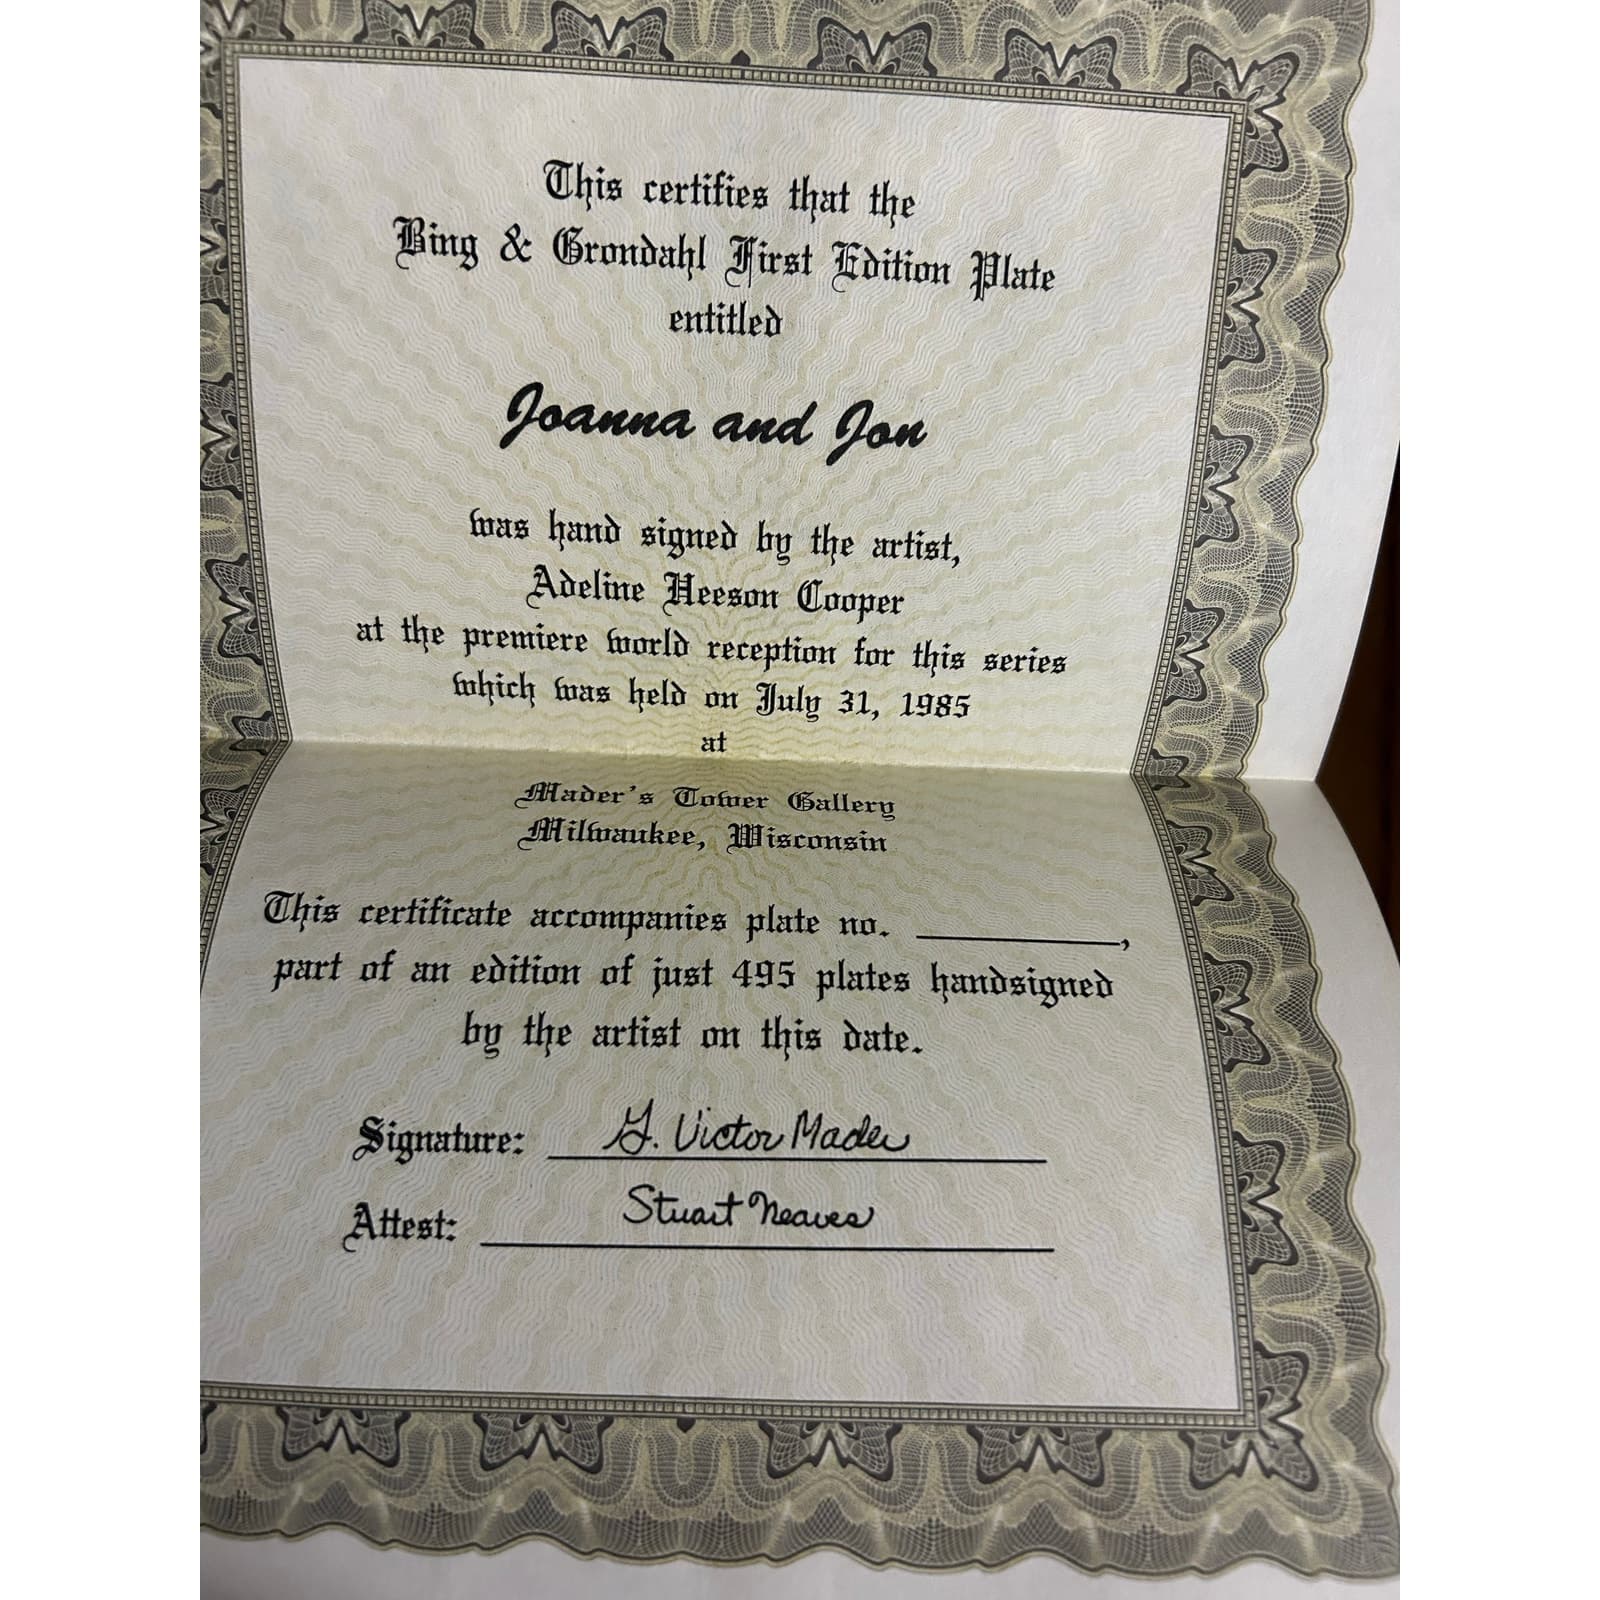 This certifies that the
Bing & Grondahl First Edition Plate
entitled
Joanna and Jon
was hand signed by the artist,
Adeline Heeson Cooper
at the premiere world reception for this series
which was held on July 31, 1985
at
Mader's Tower Gallery
Milwaukee, Wisconsin
This certificate accompanies plate no. __________,
part of an edition of just 495 plates handsigned
by the artist on this date.
Signature: G. Victor Mader
Attest: Stuart Neaves